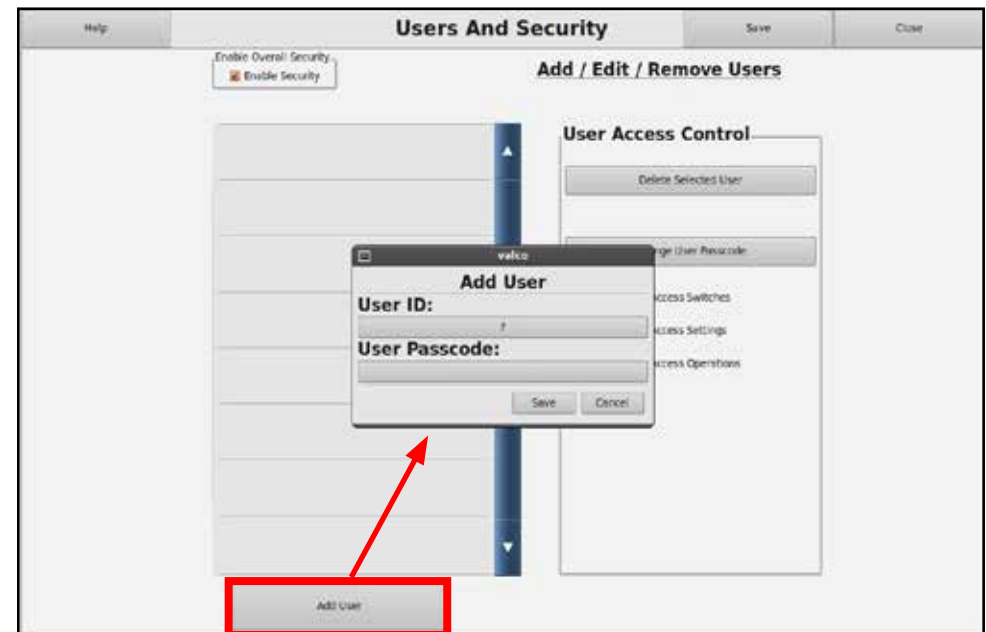 Help
Users And Security
Save
Close
Enable Overall Security
Enable Security
Add / Edit / Remove Users
User Access Control
Delete Selected User
nge User Passcode
valco
Add User
User ID:
User Passcode:
Save
Cancel
ccess Switches
ccess Settings
ccess Operations
Add User